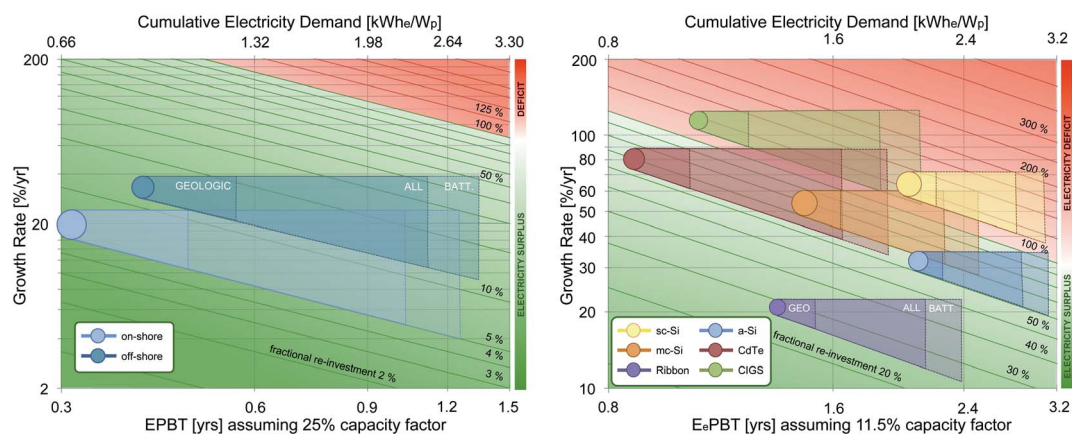 Cumulative Electricity Demand [kWhe/Wp]
0.66 1.32 1.98 2.64 3.30
200
20
2
Growth Rate [%/yr]
125 %
100 %
50 %
10 %
5 %
4 %
3 %
fractional re-investment 2 %
GEOLOGIC ALL BATT.
on-shore
off-shore
DEFICIT
ELECTRICITY SURPLUS
0.3 0.6 0.9 1.2 1.5
EPBT [yrs] assuming 25% capacity factor
Cumulative Electricity Demand [kWhe/Wp]
0.8 1.6 2.4 3.2
200
100
80
60
50
40
30
20
10
Growth Rate [%/yr]
300 %
200 %
100 %
50 %
40 %
30 %
fractional re-investment 20 %
GEO ALL BATT.
sc-Si a-Si
mc-Si CdTe
Ribbon CIGS
ELECTRICITY DEFICIT
ELECTRICITY SURPLUS
0.8 1.6 2.4 3.2
EePBT [yrs] assuming 11.5% capacity factor